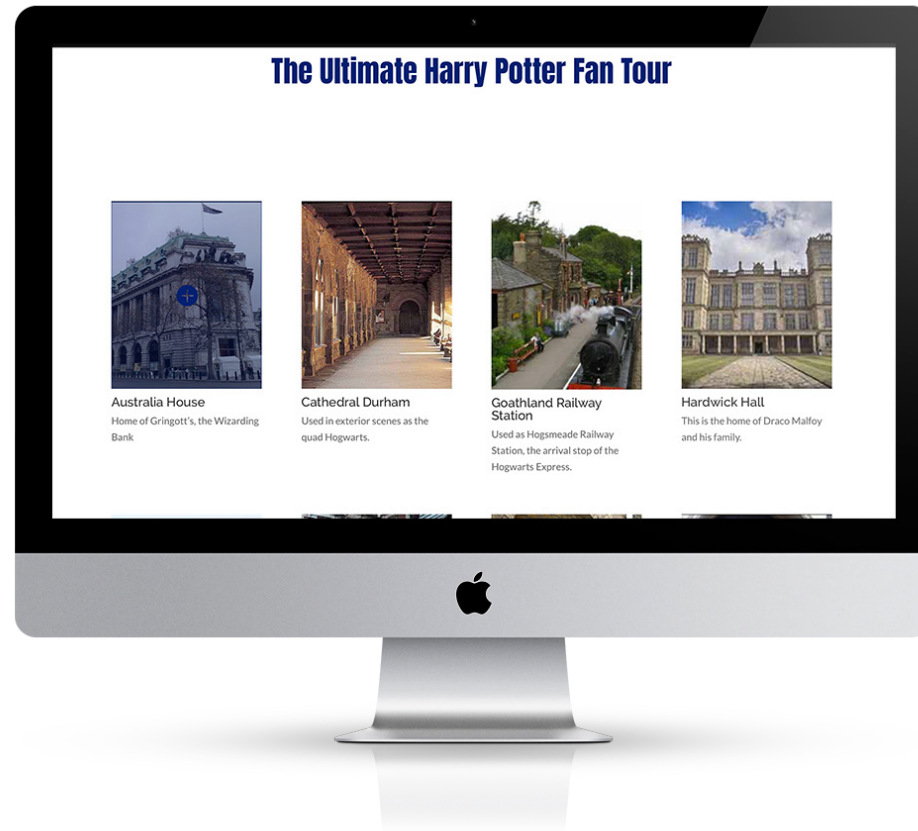 The Ultimate Harry Potter Fan Tour
Australia House
Home of Gringott's, the Wizarding
Bank
Cathedral Durham
Used in exterior scenes as the
quad Hogwarts.
Goathland Railway
Station
Used as Hogsmeade Railway
Station, the arrival stop of the
Hogwarts Express.
Hardwick Hall
This is the home of Draco Malfoy
and his family.